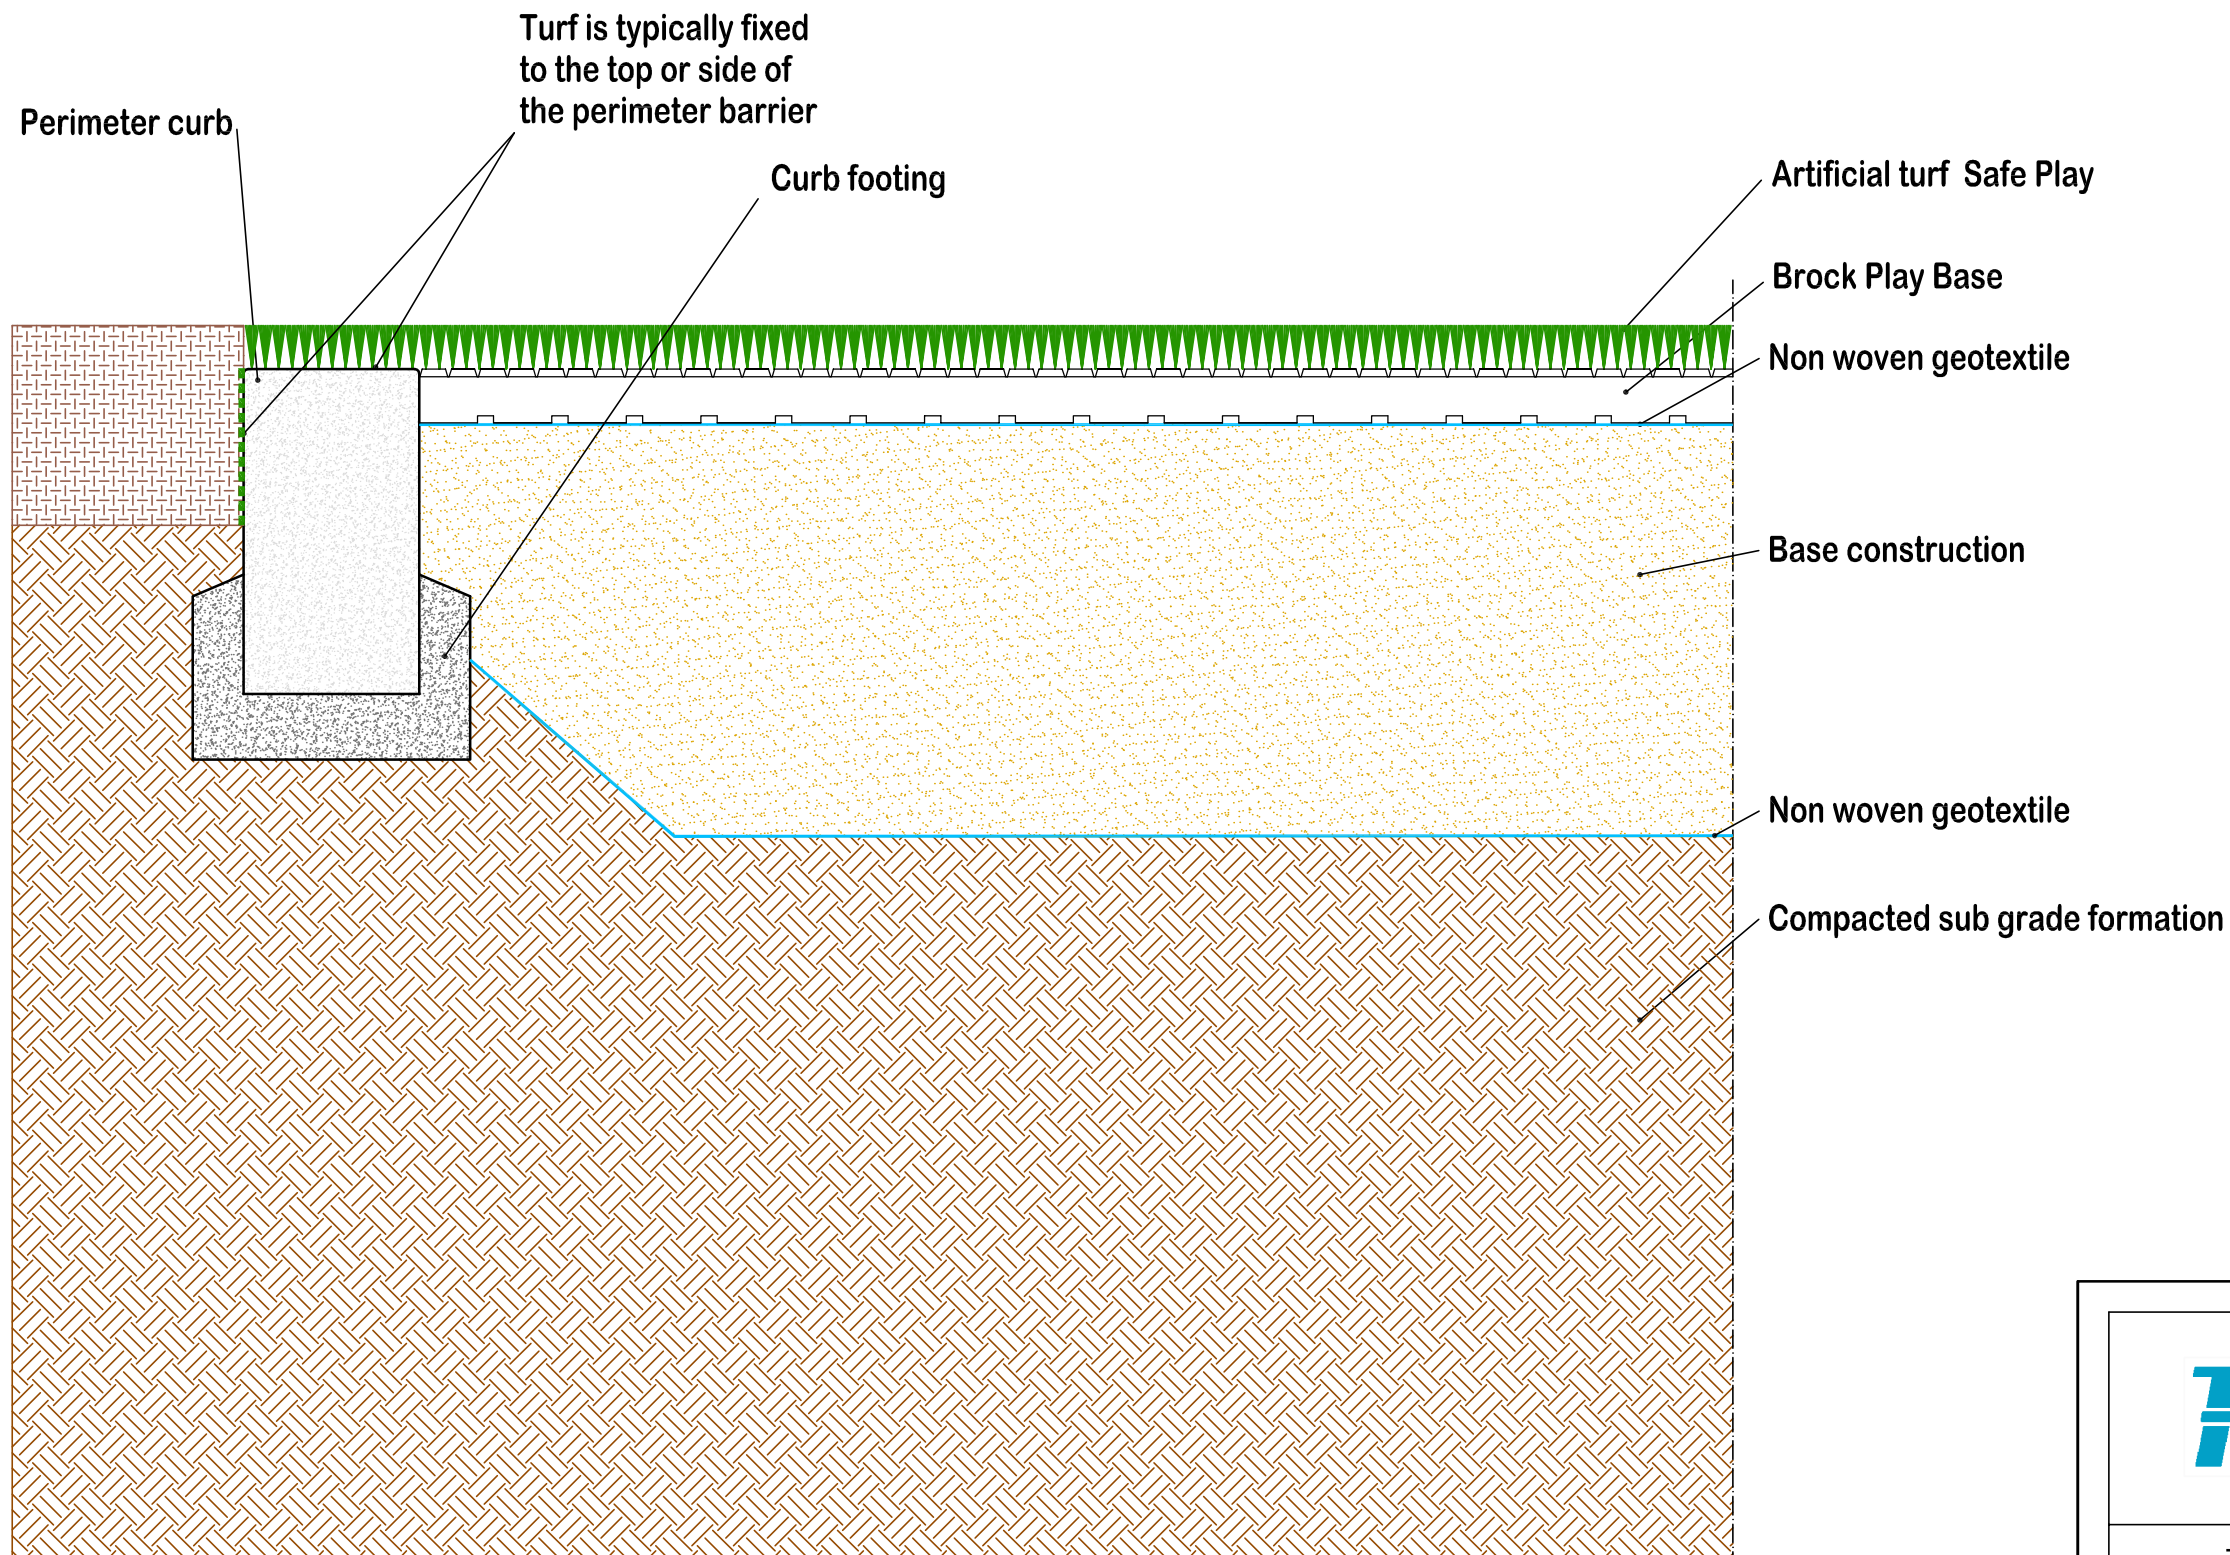 Turf is typically fixed
to the top or side of
the perimeter barrier
Perimeter curb
Curb footing
Artificial turf  Safe Play
Brock Play Base
Non woven geotextile
Base construction
Non woven geotextile
Compacted sub grade formation